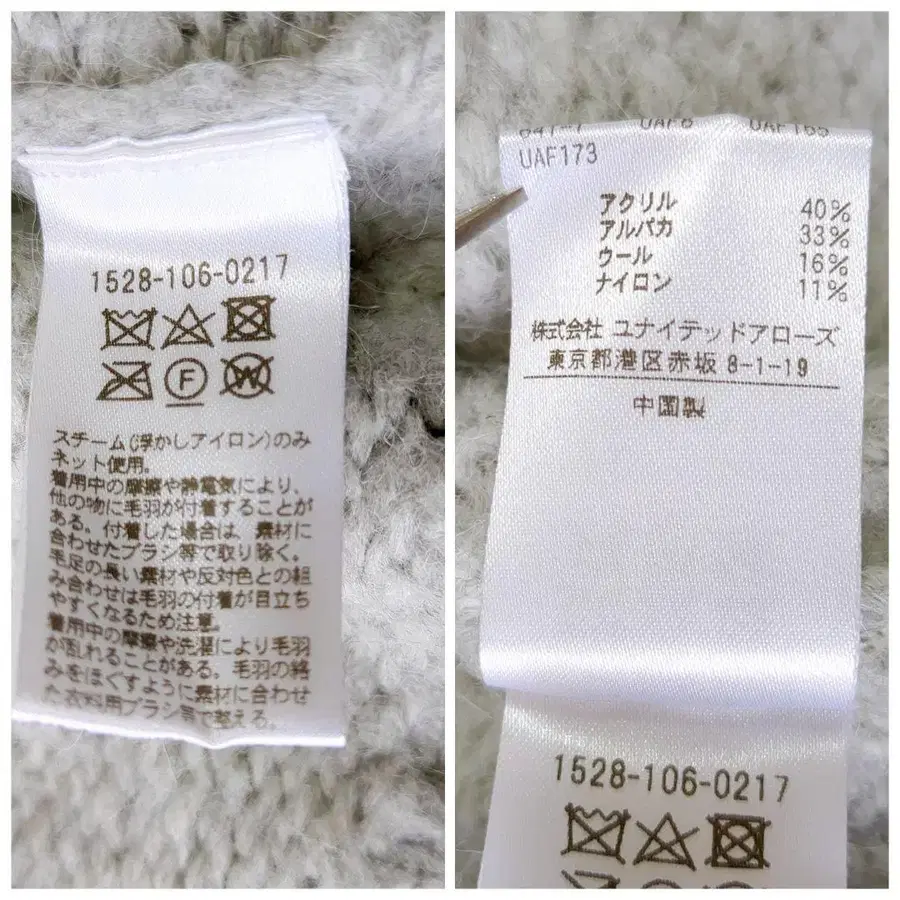 1528-106-0217
F
W
スチーム(浮かしアイロン)のみ
ネット使用。
着用中の摩擦や静電気により、
他の物に毛羽が付着することが
ある。付着した場合は、素材に
合わせたブラシ等で取り除く。
毛足の長い素材や反対色との組
み合わせは毛羽の付着が目立ち
やすくなるため注意。
着用中の摩擦や洗濯により毛羽
が乱れることがある。毛羽の絡
みをほぐすように素材に合わせ
た衣料用ブラシ等で整える。
UAF173
アクリル 40%
アルパカ 33%
ウール 16%
ナイロン 11%
株式会社 ユナイテッドアローズ
東京都港区赤坂 8-1-19
中国製
1528-106-0217